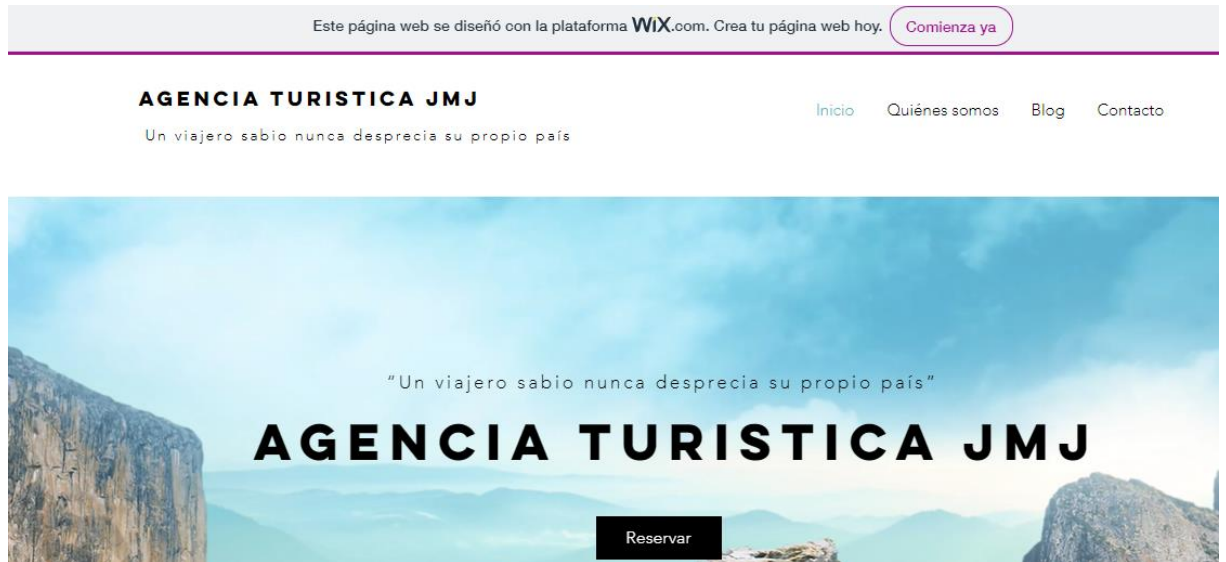 Este página web se diseñó con la plataforma WiX.com. Crea tu página web hoy. Comienza ya
AGENCIA TURISTICA JMJ
Un viajero sabio nunca desprecia su propio país
Inicio Quiénes somos Blog Contacto
“Un viajero sabio nunca desprecia su propio país”
AGENCIA TURISTICA JMJ
Reservar